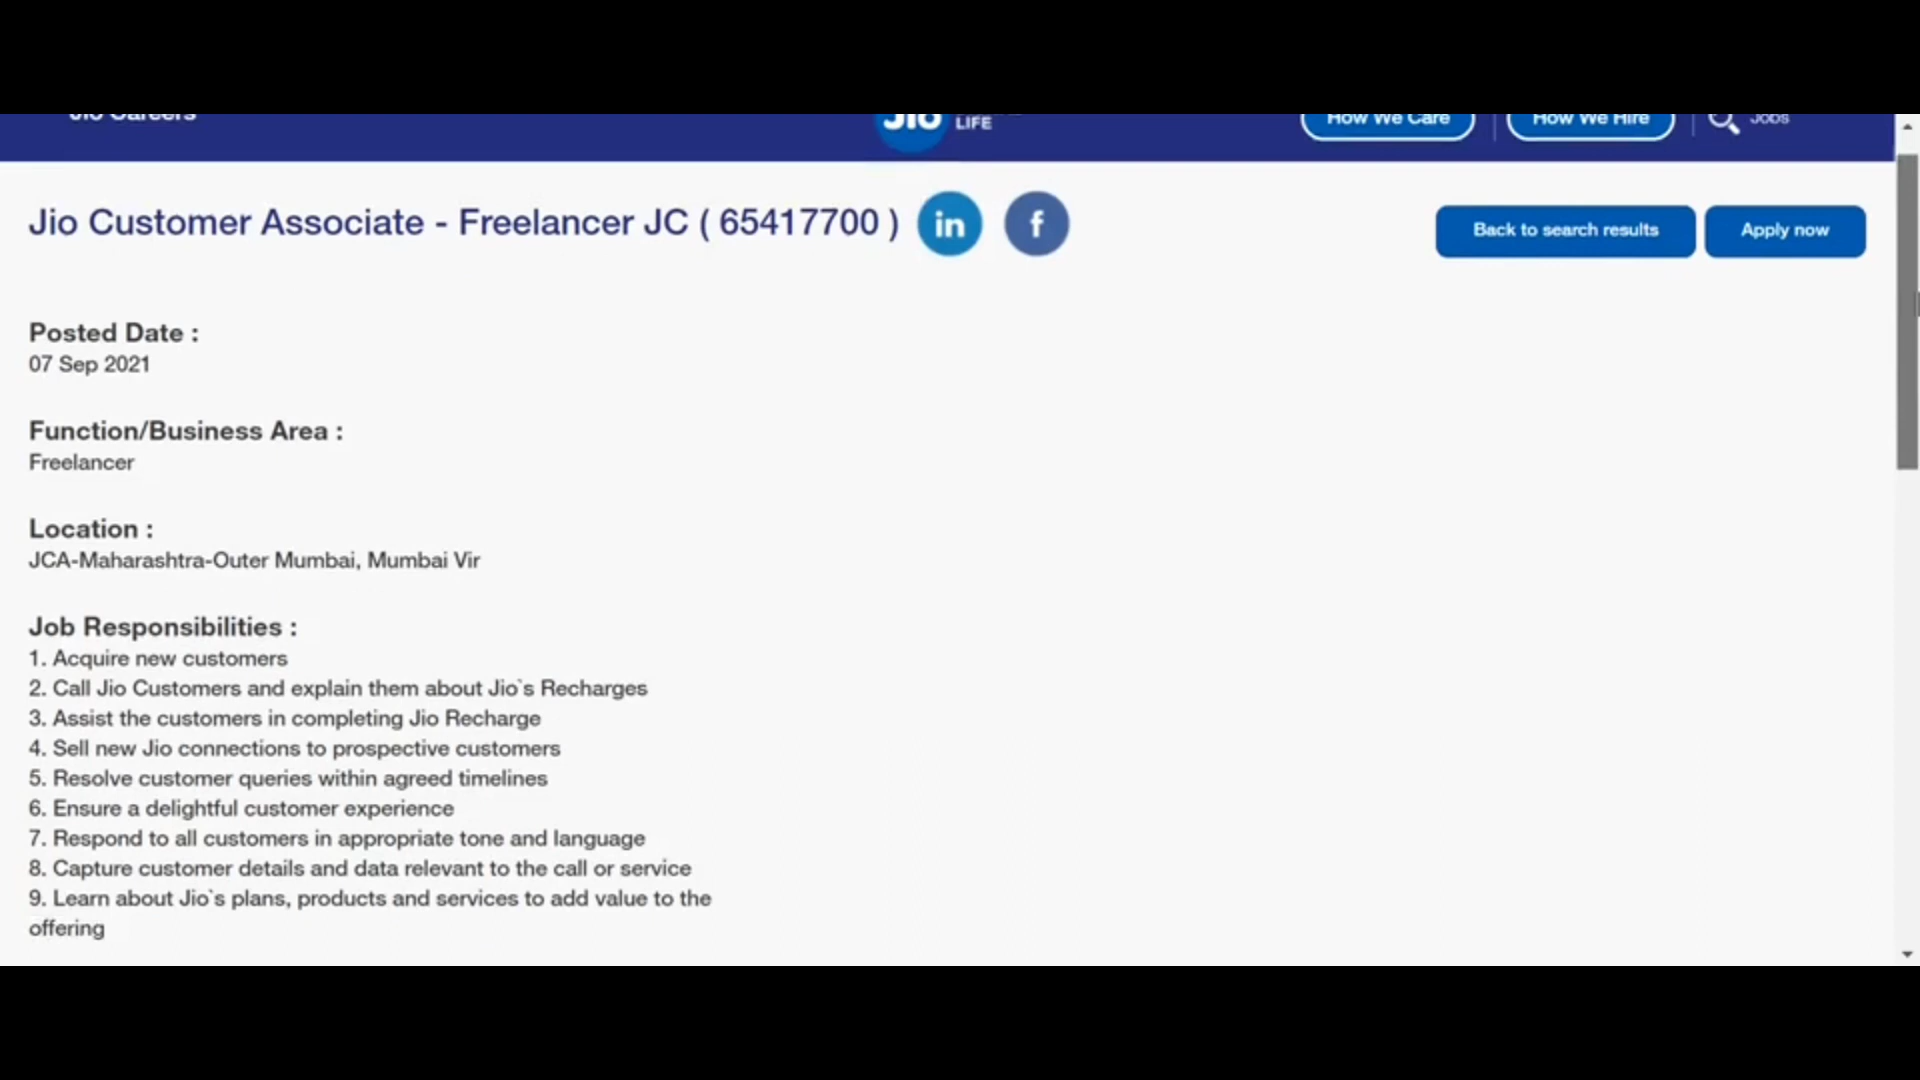 Jio Careers
Jio LIFE
How We Care
How We Hire
Jobs
Jio Customer Associate - Freelancer JC ( 65417700 )
in
f
Back to search results
Apply now
Posted Date :
07 Sep 2021
Function/Business Area :
Freelancer
Location :
JCA-Maharashtra-Outer Mumbai, Mumbai Vir
Job Responsibilities :
1. Acquire new customers
2. Call Jio Customers and explain them about Jio`s Recharges
3. Assist the customers in completing Jio Recharge
4. Sell new Jio connections to prospective customers
5. Resolve customer queries within agreed timelines
6. Ensure a delightful customer experience
7. Respond to all customers in appropriate tone and language
8. Capture customer details and data relevant to the call or service
9. Learn about Jio`s plans, products and services to add value to the
offering